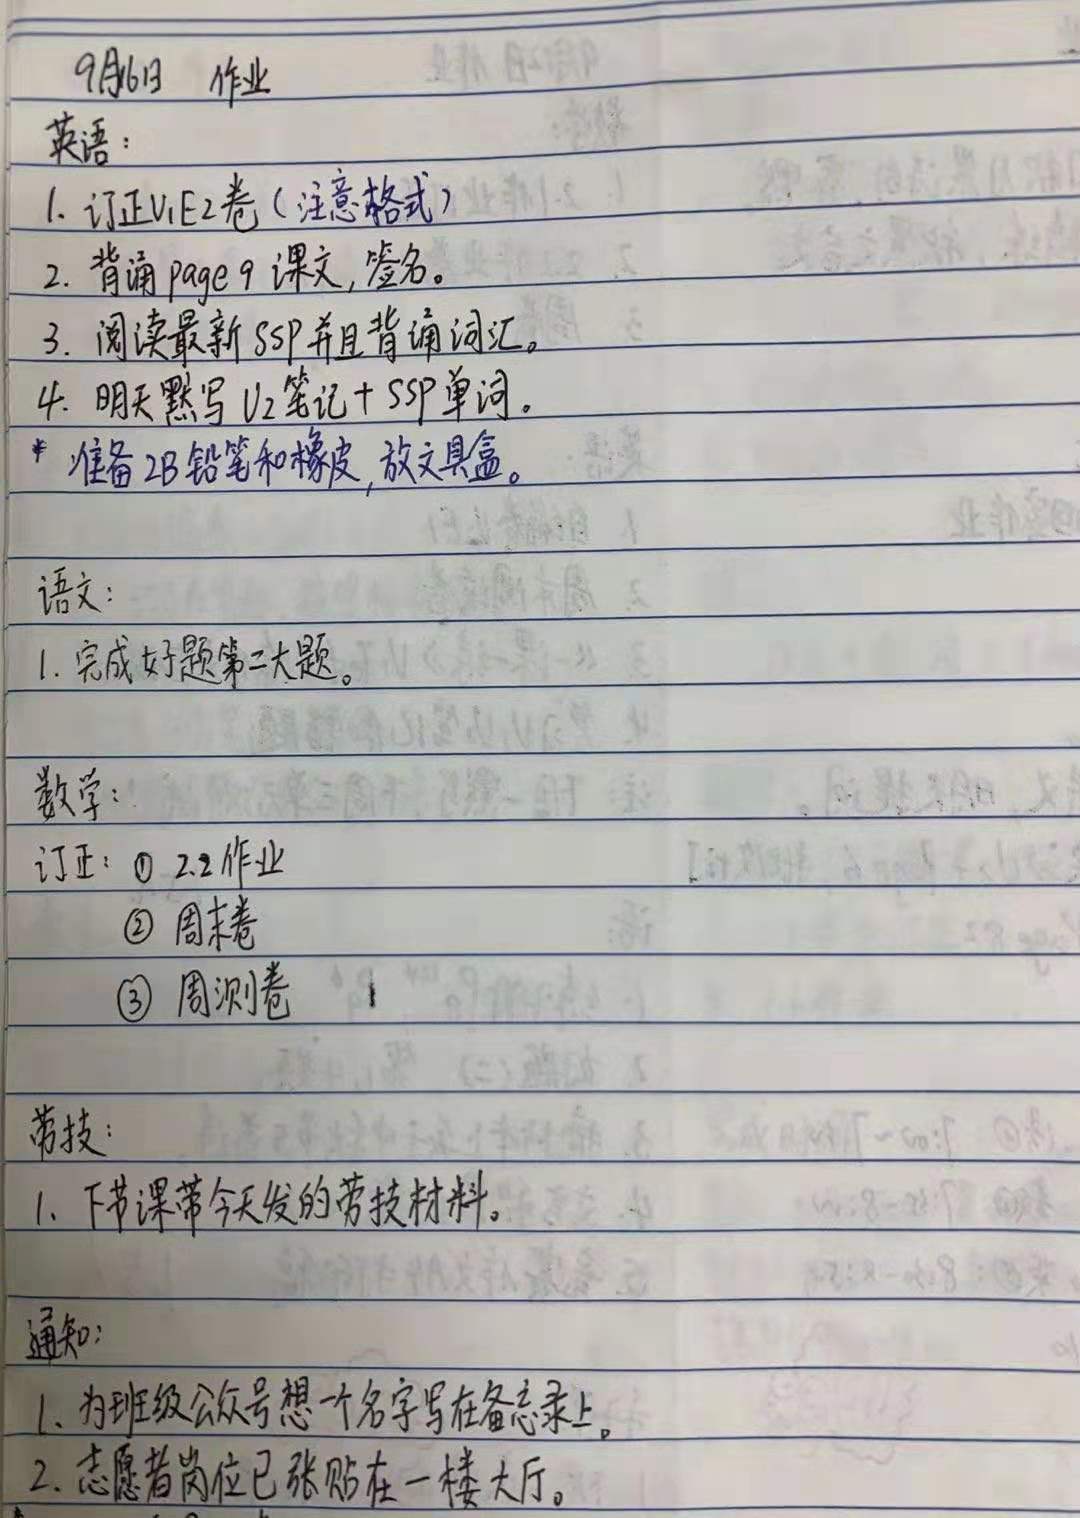 9月16日 作业
英语：
1. 订正U1E2卷（注意格式）
2. 背诵page 9 课文，签名。
3. 阅读最新SSP并且背诵词汇。
4. 明天默写U2笔记+SSP单词。
* 准备2B铅笔和橡皮，放文具盒。
语文：
1. 完成好题第二大题。
数学：
订正：① 2.2作业
② 周末卷
③ 周测卷
劳技：
1. 下节课带今天发的劳技材料。
通知：
1. 为班级公众号想一个名字写在备忘录上。
2. 志愿者岗位已张贴在一楼大厅。